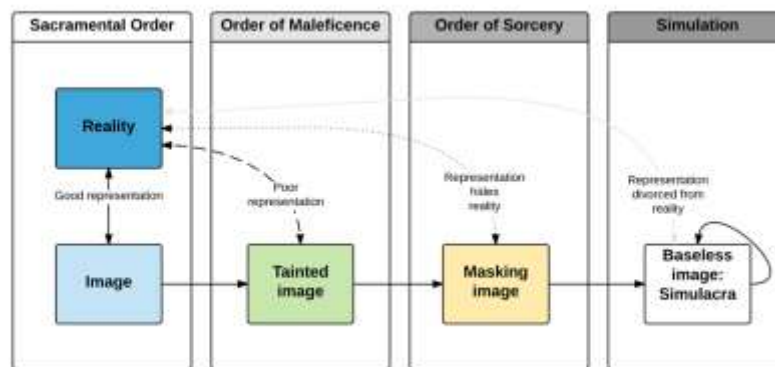 Sacramental Order
Order of Maleficence
Order of Sorcery
Simulation
Reality
Good representation
Poor
representation
Representation
hides
reality
Representation
divorced from
reality
Image
Tainted
image
Masking
image
Baseless
image:
Simulacra